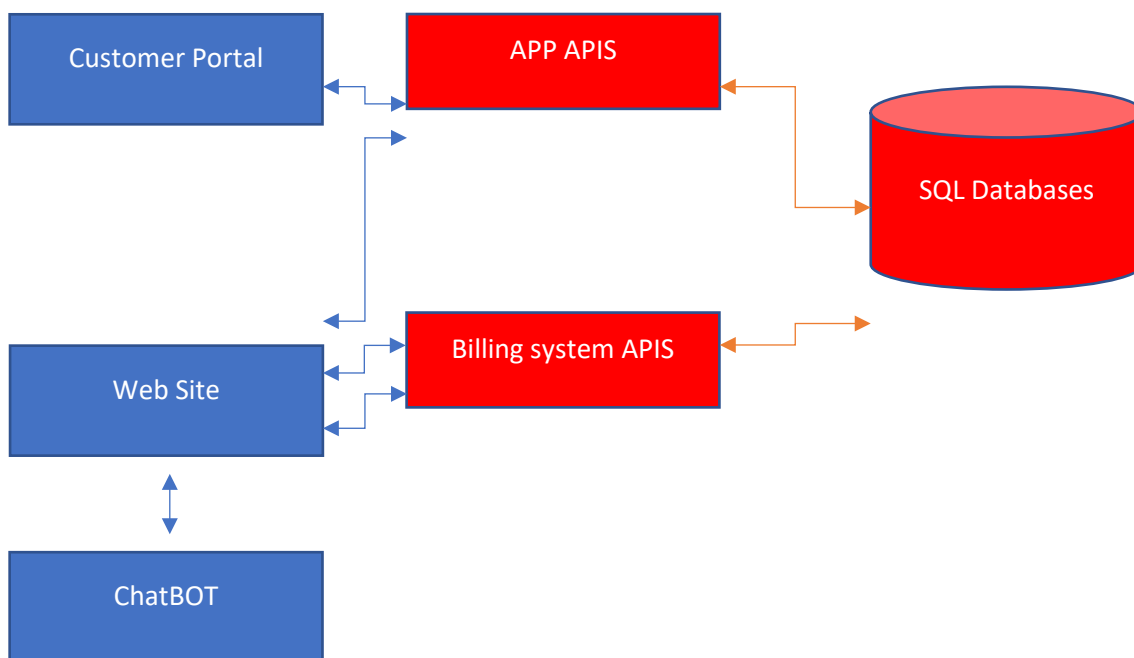 Customer Portal
APP APIS
SQL Databases
Billing system APIS
Web Site
ChatBOT